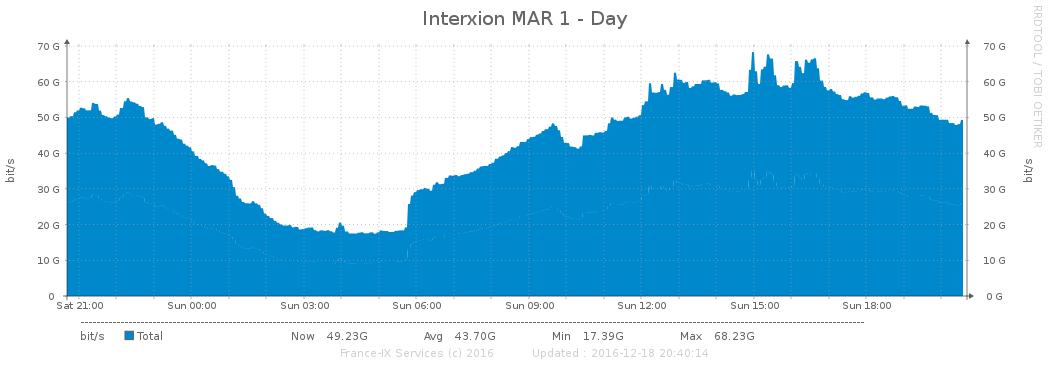 Interxion MAR 1 - Day
RRDTOOL / TOBI OETIKER
70 G 70 G
60 G 60 G
50 G 50 G
40 G 40 G
30 G 30 G
20 G 20 G
10 G 10 G
0 0 G
bit/s bit/s
Sat 21:00 Sun 00:00 Sun 03:00 Sun 06:00 Sun 09:00 Sun 12:00 Sun 15:00 Sun 18:00
bit/s Total Now 49.23G Avg 43.70G Min 17.39G Max 68.23G
France-IX Services (c) 2016 Updated : 2016-12-18 20:40:14